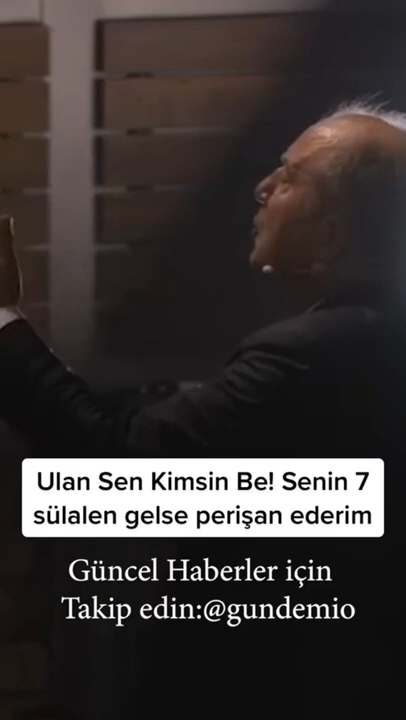 Ulan Sen Kimsin Be! Senin 7
sülalen gelse perişan ederim
Güncel Haberler için
Takip edin:@gundemio